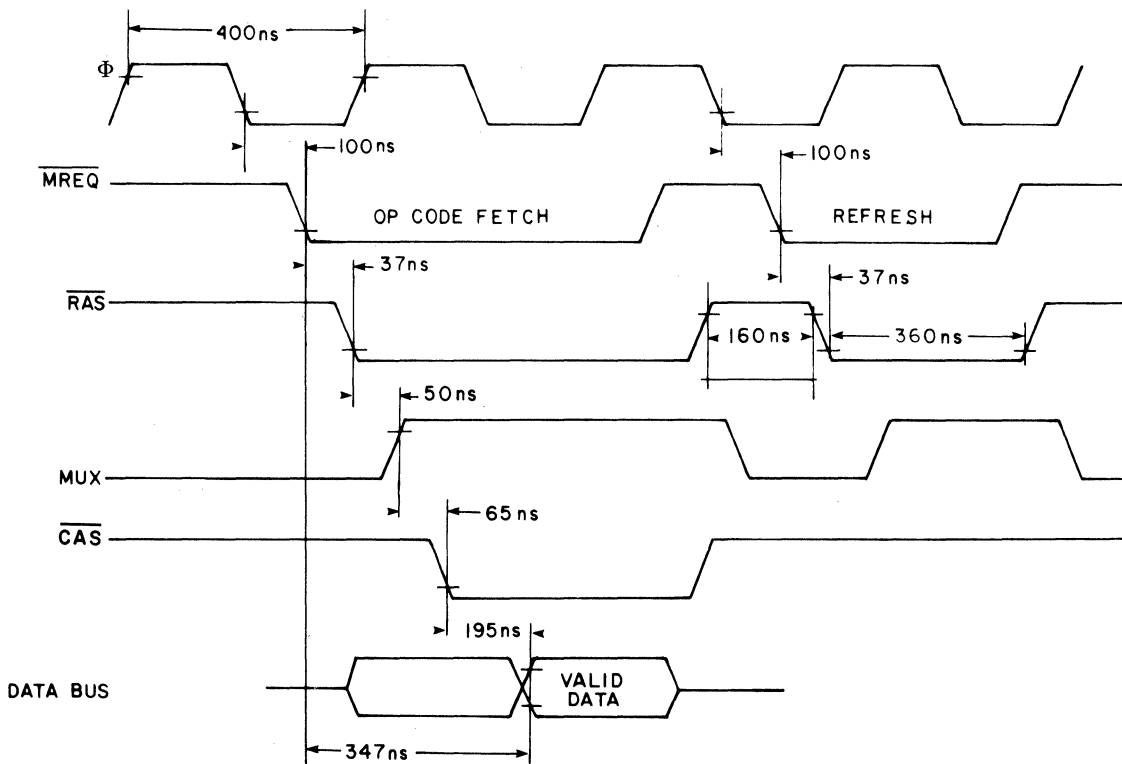 400ns
Φ
100ns
100ns
MREQ
OP CODE FETCH
REFRESH
37ns
37ns
RAS
160ns
360ns
50ns
MUX
65ns
CAS
195ns
DATA BUS
VALID
DATA
347ns